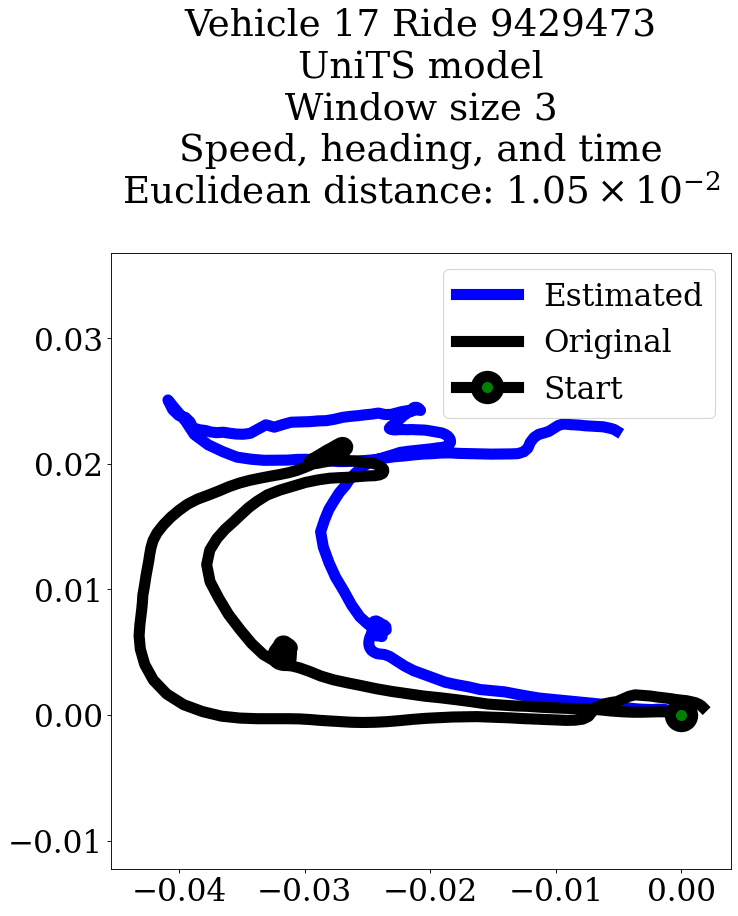 Vehicle 17 Ride 9429473
UniTS model
Window size 3
Speed, heading, and time
Euclidean distance: 1.05 × 10⁻²
Estimated
Original
Start
0.03
0.02
0.01
0.00
−0.01
−0.04 −0.03 −0.02 −0.01 0.00